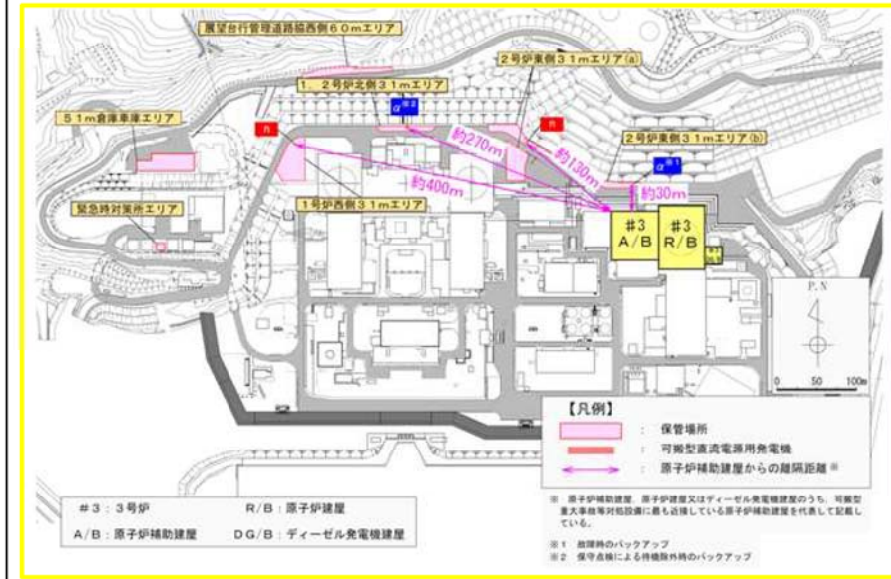 展望台行管理道路脇西側60mエリア
2号炉東側31mエリア(a)
1，2号炉北側31mエリア
α※2
51m倉庫車庫エリア
n
n
2号炉東側31mエリア(b)
約270m
約130m
α※1
約400m
約30m
緊急時対策所エリア
1号炉西側31mエリア
#3
A/B
#3
R/B
P.N
0 50 100m
【凡例】
： 保管場所
： 可搬型直流電源用発電機
： 原子炉補助建屋からの離隔距離※
#3：3号炉
R/B：原子炉建屋
A/B：原子炉補助建屋
DG/B：ディーゼル発電機建屋
※ 原子炉補助建屋，原子炉建屋又はディーゼル発電機建屋のうち，可搬型
重大事故等対処設備に最も近接している原子炉補助建屋を代表して記載し
ている。
※1 故障時のバックアップ
※2 保守点検による待機除外時のバックアップ